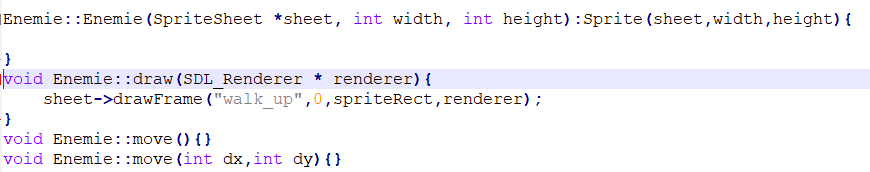 Enemie::Enemie(SpriteSheet *sheet, int width, int height):Sprite(sheet,width,height){
}
void Enemie::draw(SDL_Renderer * renderer){
    sheet->drawFrame("walk_up",0,spriteRect,renderer);
}
void Enemie::move(){}
void Enemie::move(int dx,int dy){}